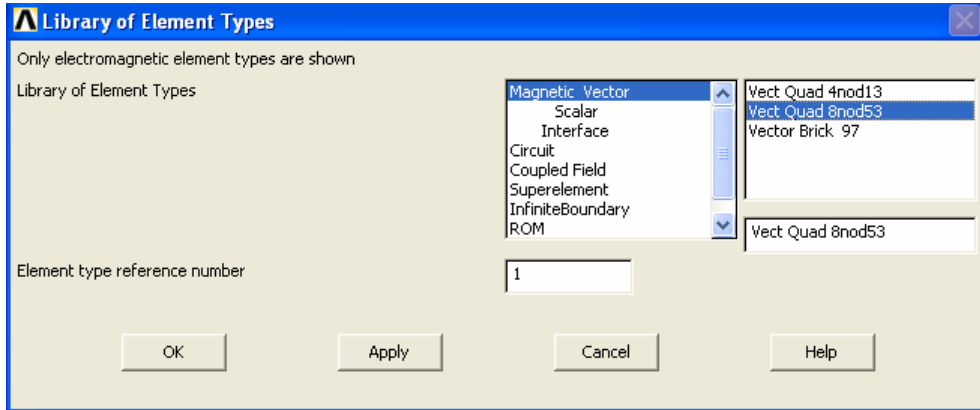 Library of Element Types
Only electromagnetic element types are shown
Library of Element Types
Magnetic Vector
Scalar
Interface
Circuit
Coupled Field
Superelement
InfiniteBoundary
ROM
Vect Quad 4nod13
Vect Quad 8nod53
Vector Brick 97
Vect Quad 8nod53
Element type reference number
1
OK Apply Cancel Help